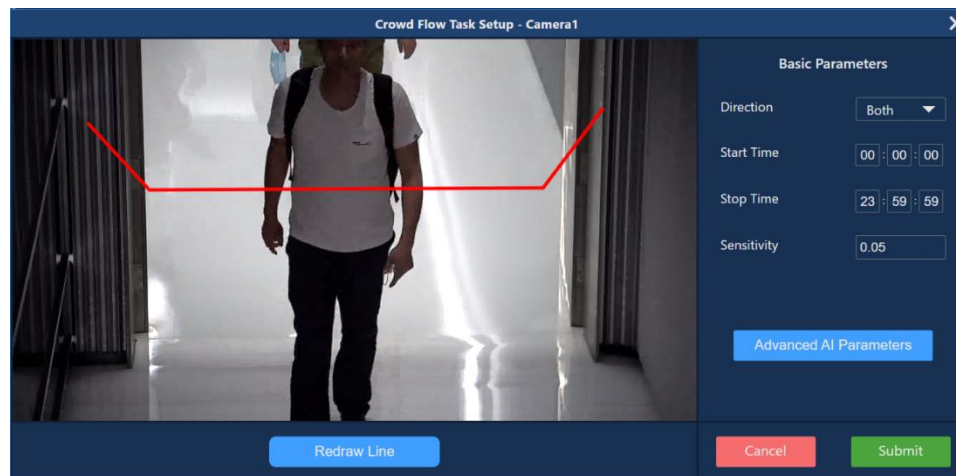 Crowd Flow Task Setup - Camera1
Basic Parameters
Direction
Both
Start Time
00 : 00 : 00
Stop Time
23 : 59 : 59
Sensitivity
0.05
Advanced AI Parameters
Redraw Line
Cancel
Submit